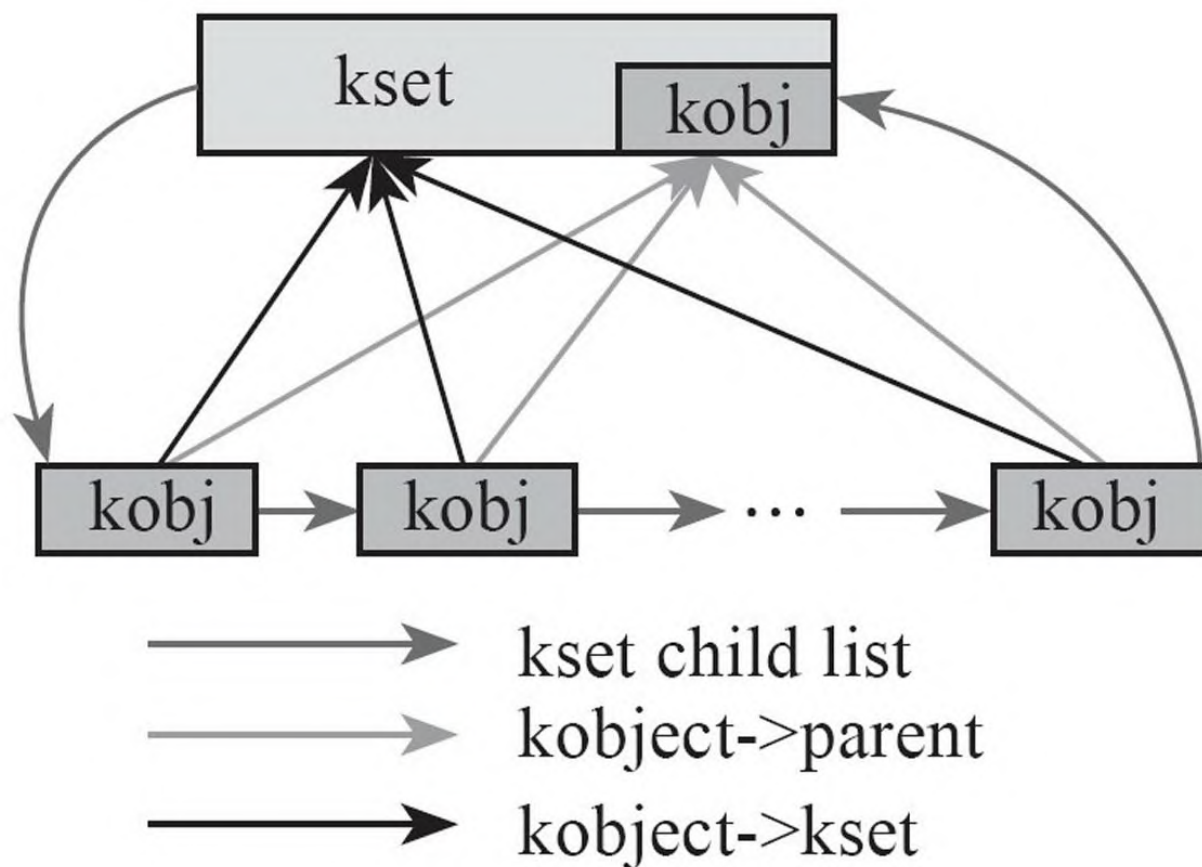 kset
kobj
kobj
kobj
...
kobj
kset child list
kobject->parent
kobject->kset